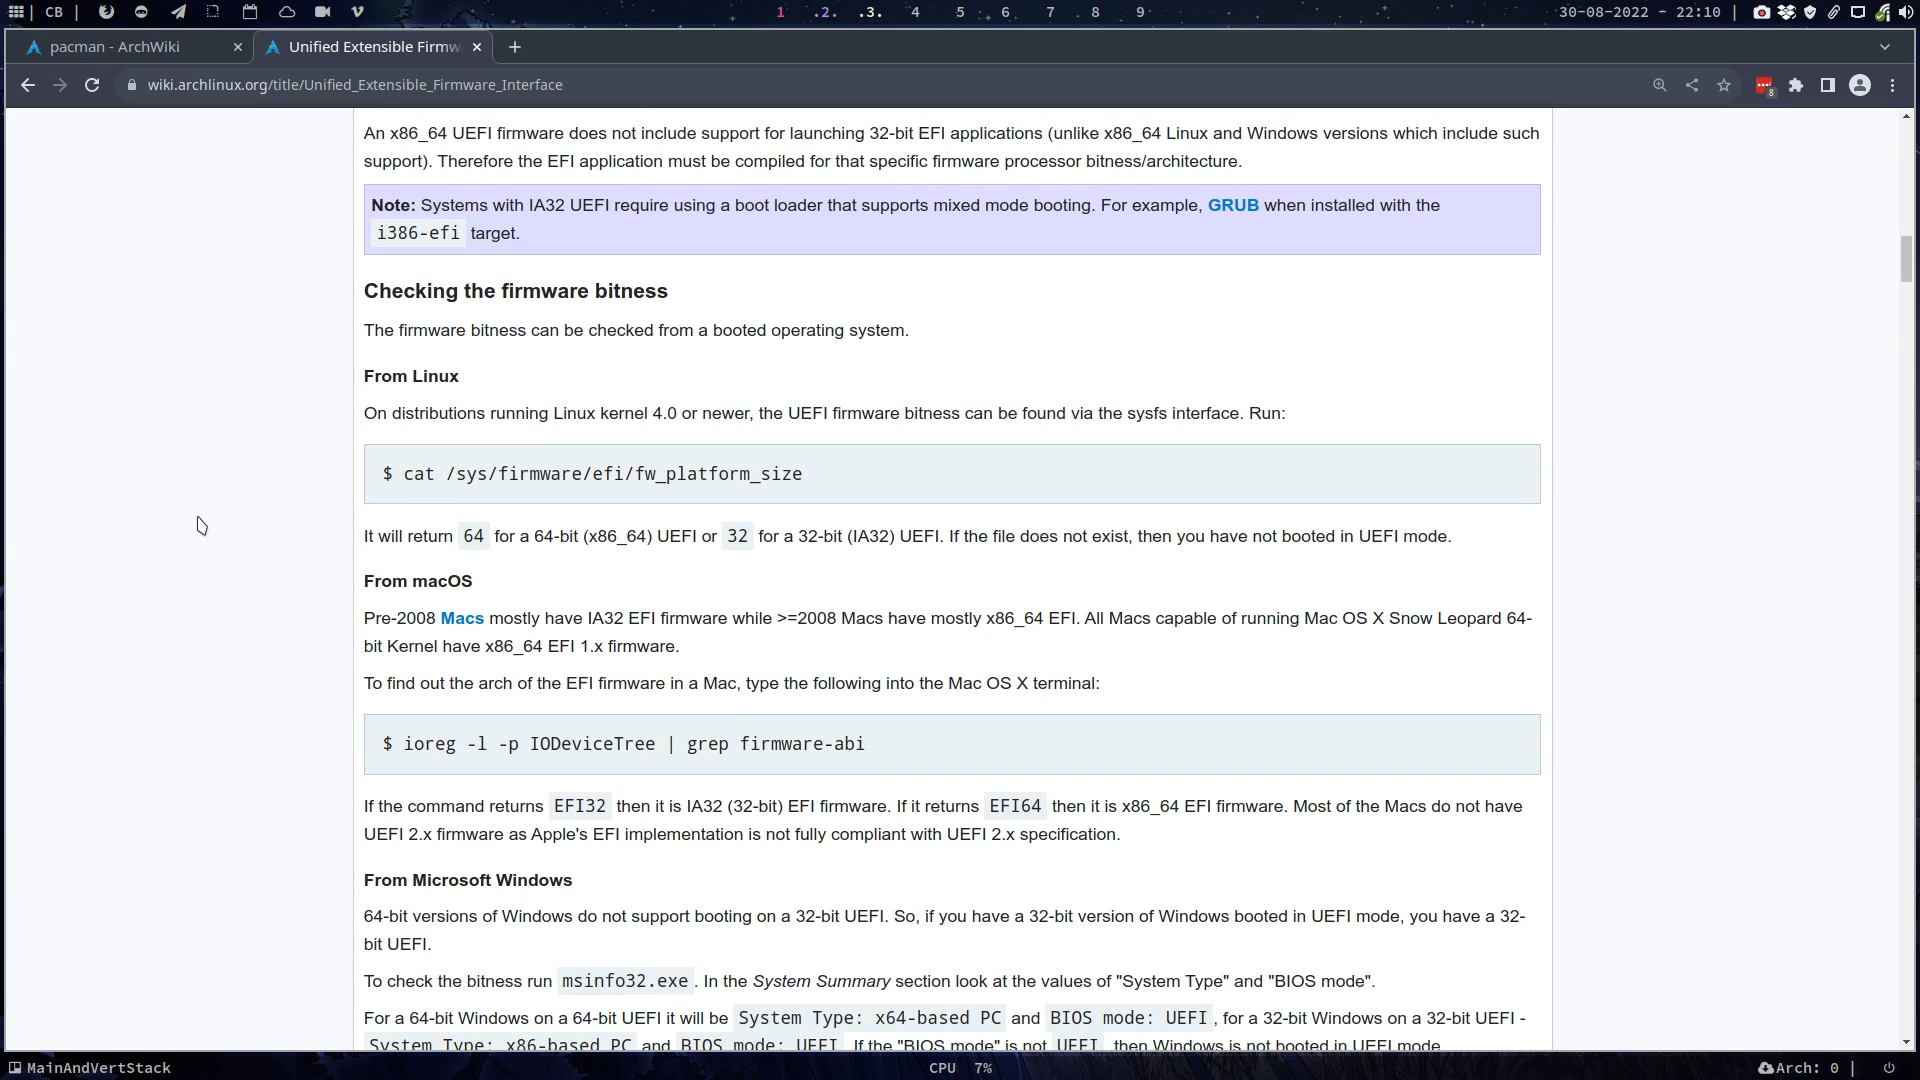 CB
1 .2. .3. 4 5 6 7 8 9
30-08-2022 - 22:10
pacman - ArchWiki
Unified Extensible Firmw
wiki.archlinux.org/title/Unified_Extensible_Firmware_Interface
8
An x86_64 UEFI firmware does not include support for launching 32-bit EFI applications (unlike x86_64 Linux and Windows versions which include such
support). Therefore the EFI application must be compiled for that specific firmware processor bitness/architecture.
Note: Systems with IA32 UEFI require using a boot loader that supports mixed mode booting. For example, GRUB when installed with the
i386-efi target.
Checking the firmware bitness
The firmware bitness can be checked from a booted operating system.
From Linux
On distributions running Linux kernel 4.0 or newer, the UEFI firmware bitness can be found via the sysfs interface. Run:
$ cat /sys/firmware/efi/fw_platform_size
It will return 64 for a 64-bit (x86_64) UEFI or 32 for a 32-bit (IA32) UEFI. If the file does not exist, then you have not booted in UEFI mode.
From macOS
Pre-2008 Macs mostly have IA32 EFI firmware while >=2008 Macs have mostly x86_64 EFI. All Macs capable of running Mac OS X Snow Leopard 64-
bit Kernel have x86_64 EFI 1.x firmware.
To find out the arch of the EFI firmware in a Mac, type the following into the Mac OS X terminal:
$ ioreg -l -p IODeviceTree | grep firmware-abi
If the command returns EFI32 then it is IA32 (32-bit) EFI firmware. If it returns EFI64 then it is x86_64 EFI firmware. Most of the Macs do not have
UEFI 2.x firmware as Apple's EFI implementation is not fully compliant with UEFI 2.x specification.
From Microsoft Windows
64-bit versions of Windows do not support booting on a 32-bit UEFI. So, if you have a 32-bit version of Windows booted in UEFI mode, you have a 32-
bit UEFI.
To check the bitness run msinfo32.exe. In the System Summary section look at the values of "System Type" and "BIOS mode".
For a 64-bit Windows on a 64-bit UEFI it will be System Type: x64-based PC and BIOS mode: UEFI, for a 32-bit Windows on a 32-bit UEFI -
System Type: x86-based PC and BIOS mode: UEFI. If the "BIOS mode" is not UEFI, then Windows is not booted in UEFI mode
MainAndVertStack
CPU 7%
Arch: 0